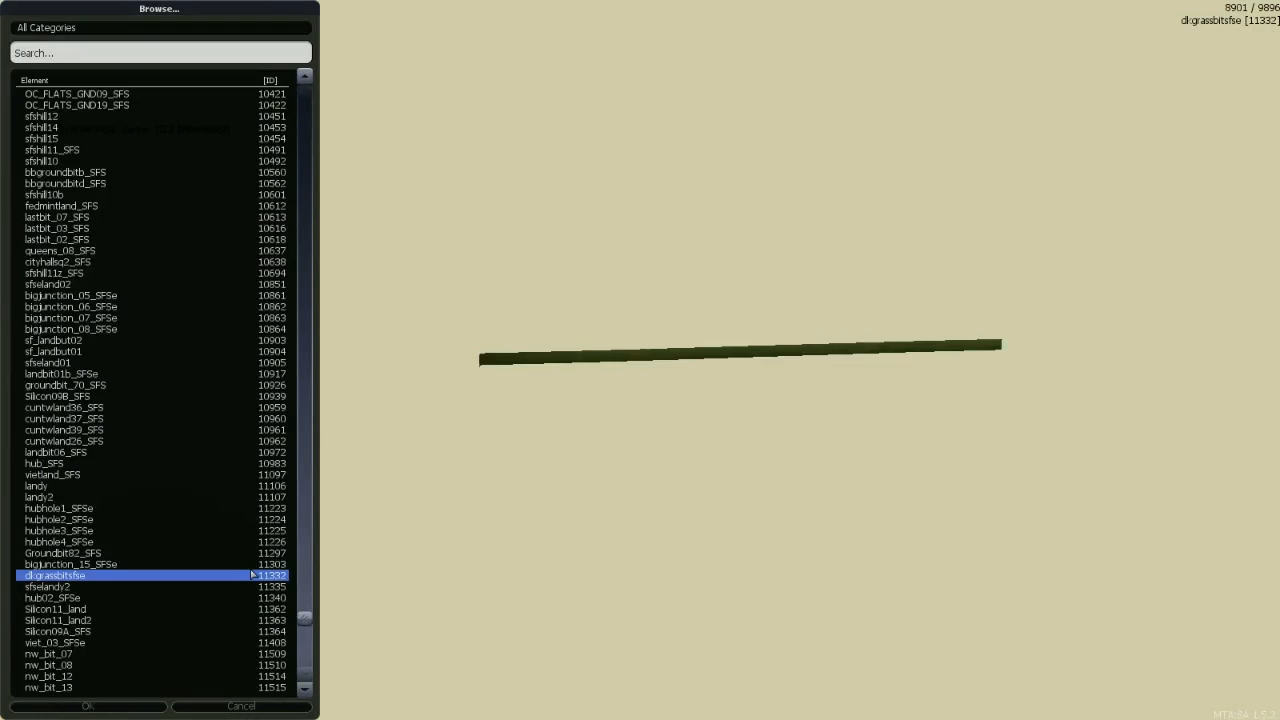 Browse...
8901 / 9896
dk:grassbitsfse [11332]
All Categories
Search...
Element [ID]
OC_FLATS_GND09_SFS 10421
OC_FLATS_GND19_SFS 10422
sfshill12 10451
sfshill14 10453
sfshill15 10454
sfshill11_SFS 10491
sfshill10 10492
bbgroundbitb_SFS 10560
bbgroundbitd_SFS 10562
sfshill10b 10601
fedmintland_SFS 10612
lastbit_07_SFS 10613
lastbit_03_SFS 10616
lastbit_02_SFS 10618
queens_08_SFS 10637
cityhallsq2_SFS 10638
sfshill11z_SFS 10694
sfseland02 10851
bigjunction_05_SFSe 10861
bigjunction_06_SFSe 10862
bigjunction_07_SFSe 10863
bigjunction_08_SFSe 10864
sf_landbut02 10903
sf_landbut01 10904
sfseland01 10905
landbit01b_SFSe 10917
groundbit_70_SFS 10926
Silicon09B_SFS 10939
cuntwland36_SFS 10959
cuntwland37_SFS 10960
cuntwland39_SFS 10961
cuntwland26_SFS 10962
landbit06_SFS 10972
hub_SFS 10983
vietland_SFS 11097
landy 11106
landy2 11107
hubhole1_SFSe 11223
hubhole2_SFSe 11224
hubhole3_SFSe 11225
hubhole4_SFSe 11226
Groundbit82_SFS 11297
bigjunction_15_SFSe 11303
dk:grassbitsfse 11332
sfselandy2 11335
hub02_SFSe 11340
Silicon11_land 11362
Silicon11_land2 11363
Silicon09A_SFS 11364
viet_03_SFSe 11408
nw_bit_07 11509
nw_bit_08 11510
nw_bit_12 11514
nw_bit_13 11515
Ok Cancel